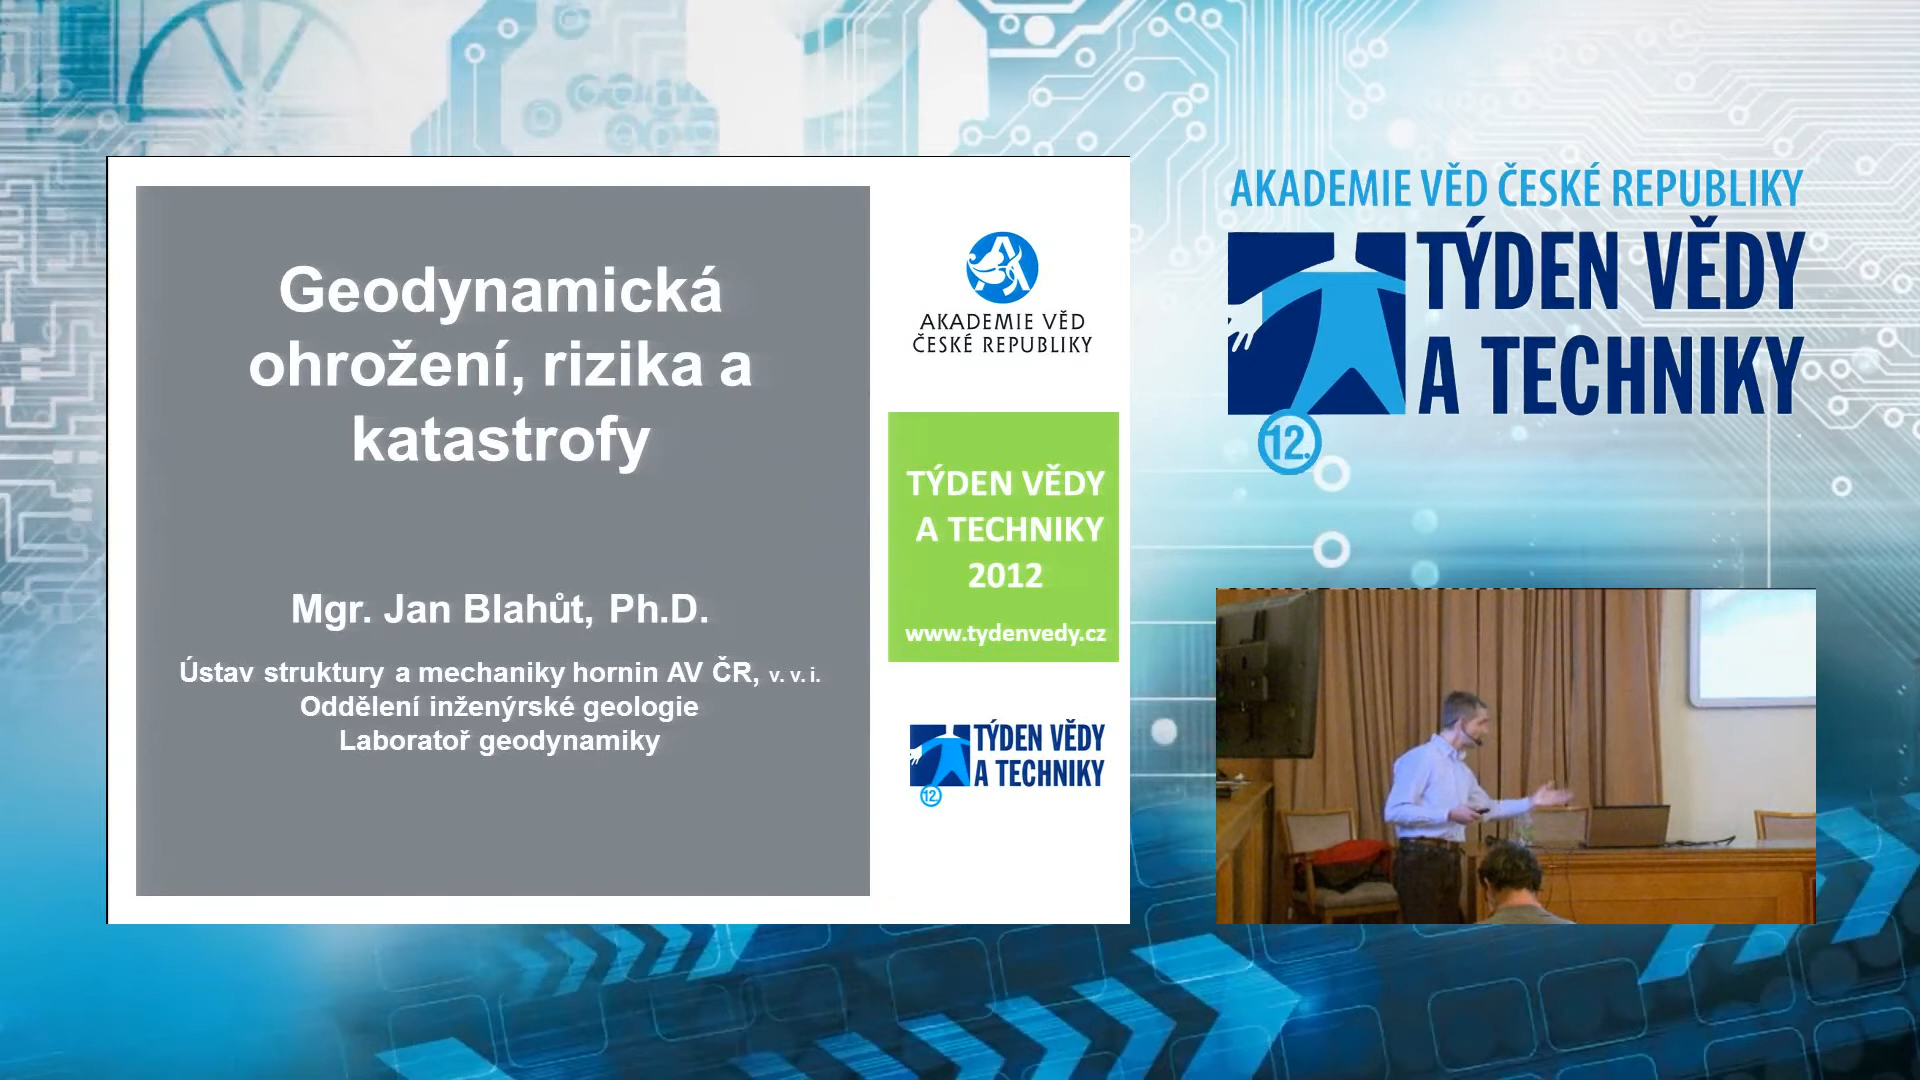 Geodynamická
ohrožení, rizika a
katastrofy
Mgr. Jan Blahůt, Ph.D.
Ústav struktury a mechaniky hornin AV ČR, v. v. i.
Oddělení inženýrské geologie
Laboratoř geodynamiky
AKADEMIE VĚD
ČESKÉ REPUBLIKY
TÝDEN VĚDY
A TECHNIKY
2012
www.tydenvedy.cz
TÝDEN VĚDY
A TECHNIKY
12.
AKADEMIE VĚD ČESKÉ REPUBLIKY
TÝDEN VĚDY
A TECHNIKY
12.